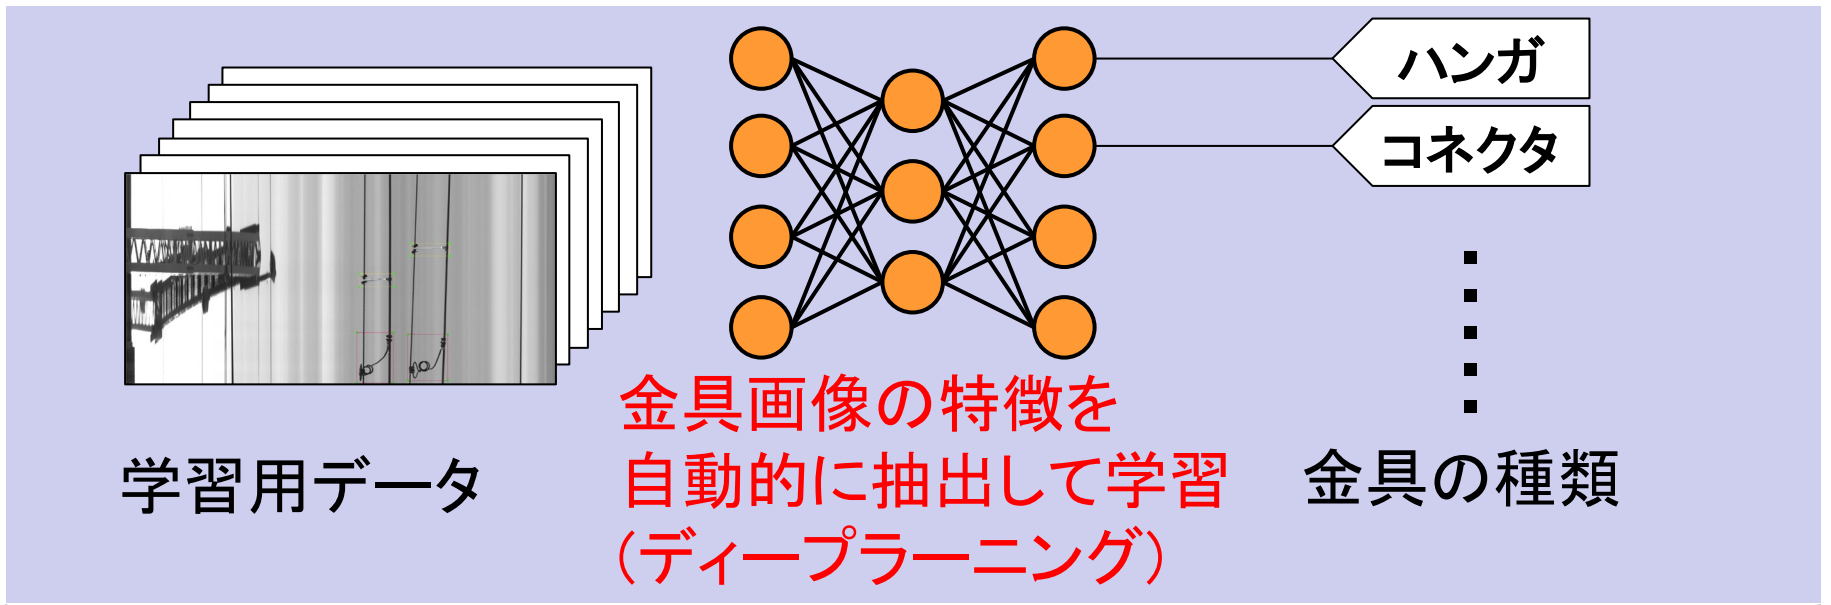 ハンガ
コネクタ
学習用データ
金具画像の特徴を
自動的に抽出して学習
(ディープラーニング)
金具の種類